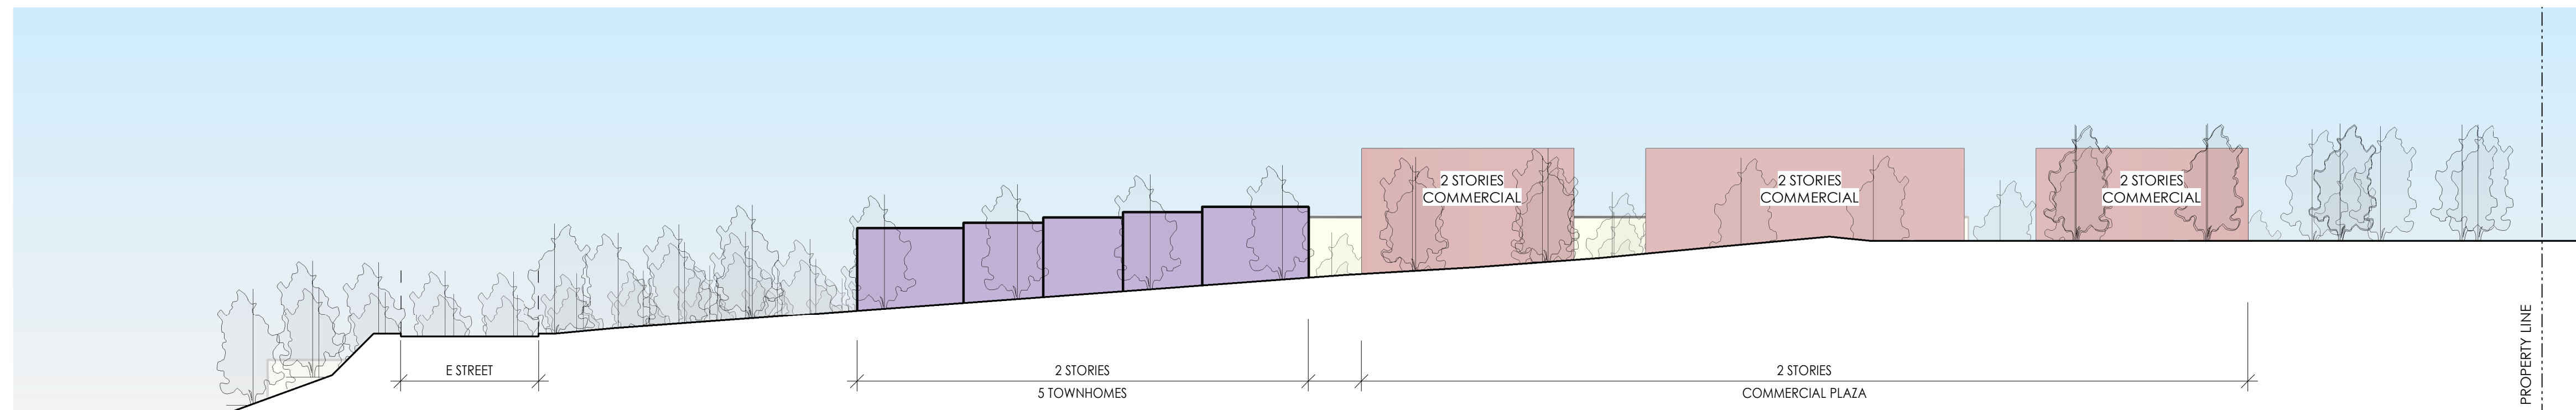 2 STORIES
COMMERCIAL
2 STORIES
COMMERCIAL
2 STORIES
COMMERCIAL
E STREET
2 STORIES
5 TOWNHOMES
2 STORIES
COMMERCIAL PLAZA
PROPERTY LINE